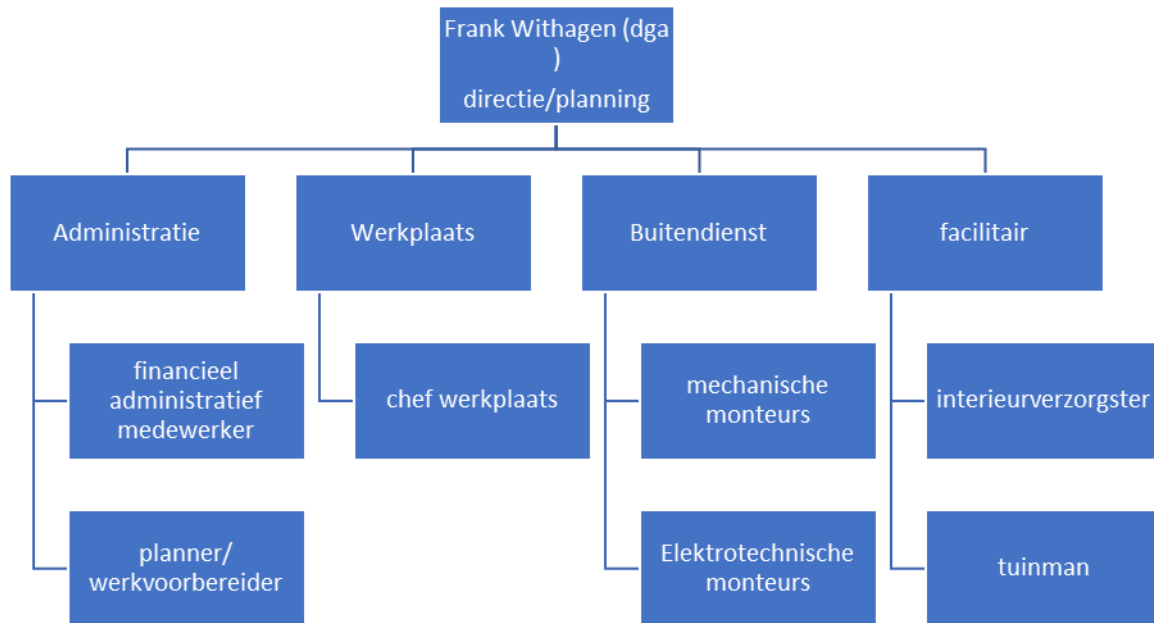 Frank Withagen (dga
)
directie/planning
Administratie
Werkplaats
Buitendienst
facilitair
financieel
administratief
medewerker
chef werkplaats
mechanische
monteurs
interieurverzorgster
planner/
werkvoorbereider
Elektrotechnische
monteurs
tuinman